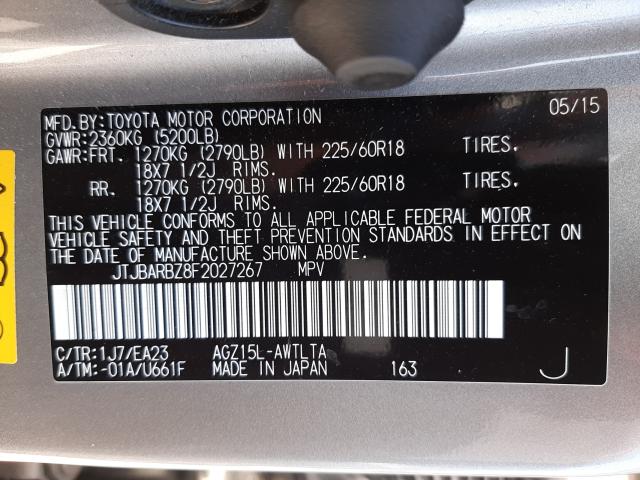 MFD.BY:TOYOTA MOTOR CORPORATION 05/15
GVWR:2360KG (5200LB)
GAWR:FRT. 1270KG (2790LB) WITH 225/60R18 TIRES.
18X7 1/2J RIMS.
RR. 1270KG (2790LB) WITH 225/60R18 TIRES.
18X7 1/2J RIMS.
THIS VEHICLE CONFORMS TO ALL APPLICABLE FEDERAL MOTOR
VEHICLE SAFETY AND THEFT PREVENTION STANDARDS IN EFFECT ON
THE DATE OF MANUFACTURE SHOWN ABOVE.
JTJBARBZ8F2027267 MPV
C/TR:1J7/EA23 AGZ15L-AWTLTA
A/TM:-01A/U661F MADE IN JAPAN 163 J